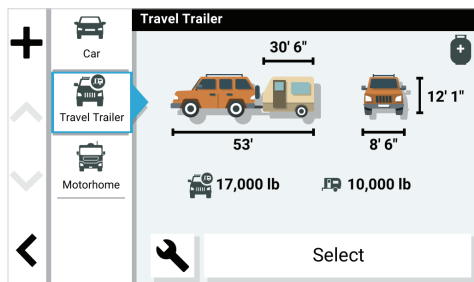 Travel Trailer
Car
Travel Trailer
Motorhome
30' 6"
12' 1"
53'
8' 6"
17,000 lb
10,000 lb
Select